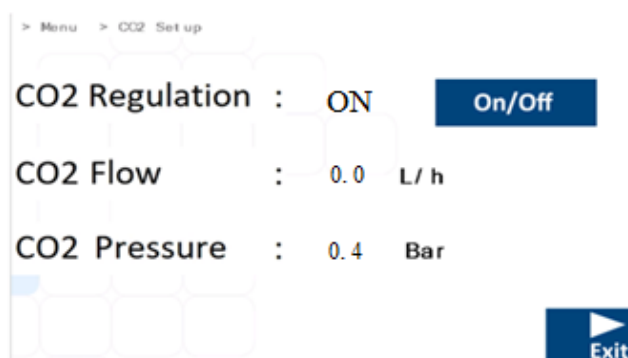 > Menu > CO2 Set up
CO2 Regulation : ON On/Off
CO2 Flow : 0.0 L/h
CO2 Pressure : 0.4 Bar
Exit